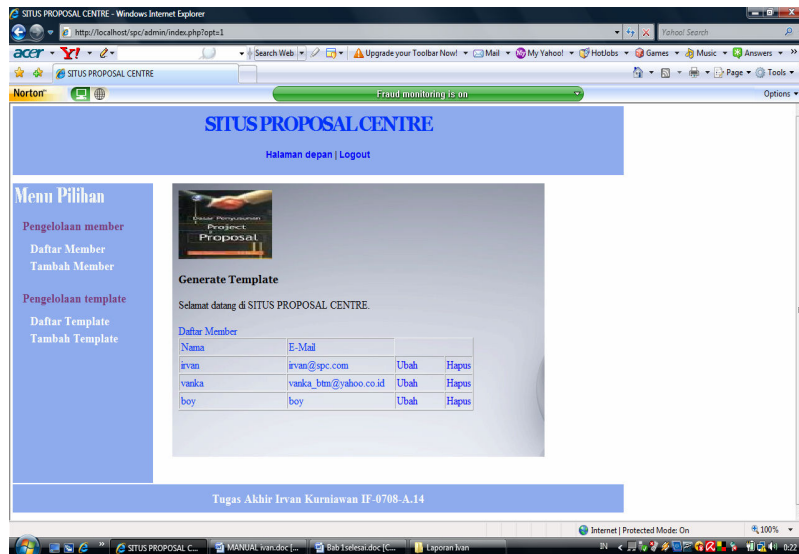 SITUS PROPOSAL CENTRE - Windows Internet Explorer
http://localhost/spc/admin/index.php?opt=1
Yahoo! Search
acer Y! Search Web Upgrade your Toolbar Now! Mail My Yahoo! HotJobs Games Music Answers »
SITUS PROPOSAL CENTRE
Page Tools
Norton Fraud monitoring is on Options
SITUS PROPOSAL CENTRE
Halaman depan | Logout
Menu Pilihan
Pengelolaan member
Daftar Member
Tambah Member
Pengelolaan template
Daftar Template
Tambah Template
Dasar Penyusunan
Project
Proposal
Generate Template
Selamat datang di SITUS PROPOSAL CENTRE.
Daftar Member
Nama E-Mail
irvan irvan@spc.com Ubah Hapus
vanka vanka_btm@yahoo.co.id Ubah Hapus
boy boy Ubah Hapus
Tugas Akhir Irvan Kurniawan IF-0708-A.14
Internet | Protected Mode: On 100%
SITUS PROPOSAL C... MANUAL ivan.doc [... Bab 1selesai.doc [C... Laporan Ivan IN 0:22